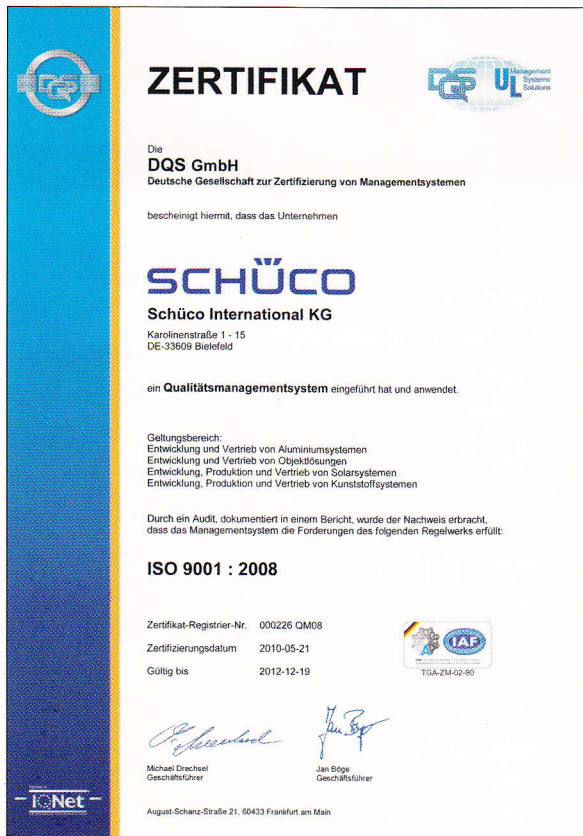 DQS
ZERTIFIKAT
DQS
UL
Management
Systems
Solutions
Die
DQS GmbH
Deutsche Gesellschaft zur Zertifizierung von Managementsystemen
bescheinigt hiermit, dass das Unternehmen
SCHÜCO
Schüco International KG
Karolinenstraße 1 - 15
DE-33609 Bielefeld
ein Qualitätsmanagementsystem eingeführt hat und anwendet.
Geltungsbereich:
Entwicklung und Vertrieb von Aluminiumsystemen
Entwicklung und Vertrieb von Objektlösungen
Entwicklung, Produktion und Vertrieb von Solarsystemen
Entwicklung, Produktion und Vertrieb von Kunststoffsystemen
Durch ein Audit, dokumentiert in einem Bericht, wurde der Nachweis erbracht,
dass das Managementsystem die Forderungen des folgenden Regelwerks erfüllt:
ISO 9001 : 2008
Zertifikat-Registrier-Nr. 000226 QM08
Zertifizierungsdatum 2010-05-21
Gültig bis 2012-12-19
IAF
TGA-ZM-02-90
Michael Drechsel
Geschäftsführer
Jan Böge
Geschäftsführer
IQNet
August-Schanz-Straße 21, 60433 Frankfurt am Main